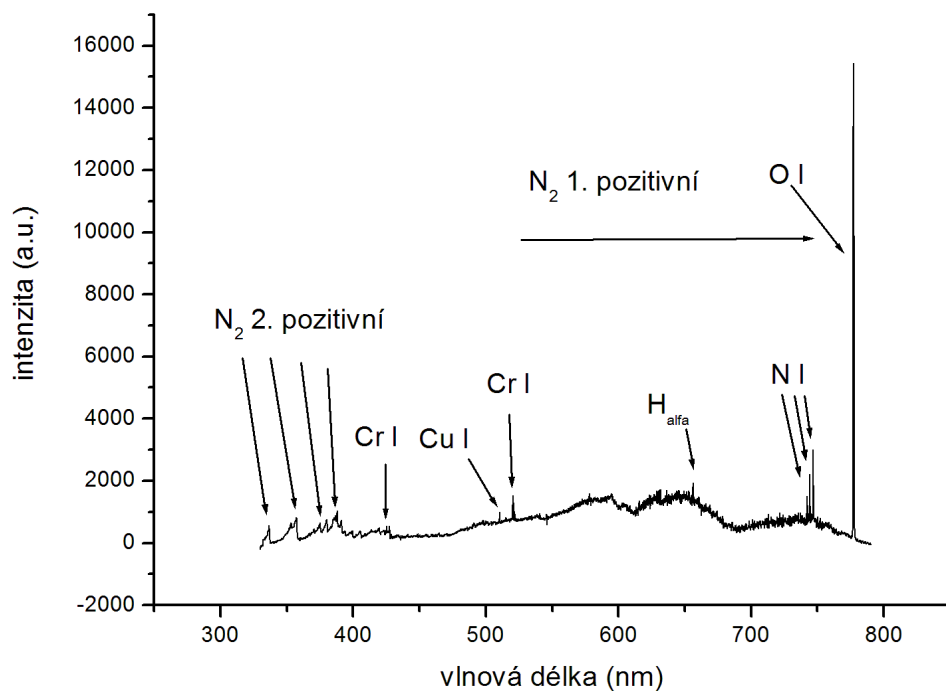 16000
14000
12000
10000
8000
6000
4000
2000
0
-2000
intenzita (a.u.)
N₂ 1. pozitivní
O I
N₂ 2. pozitivní
Cr I
Cu I
Cr I
H alfa
N I
300 400 500 600 700 800
vlnová délka (nm)